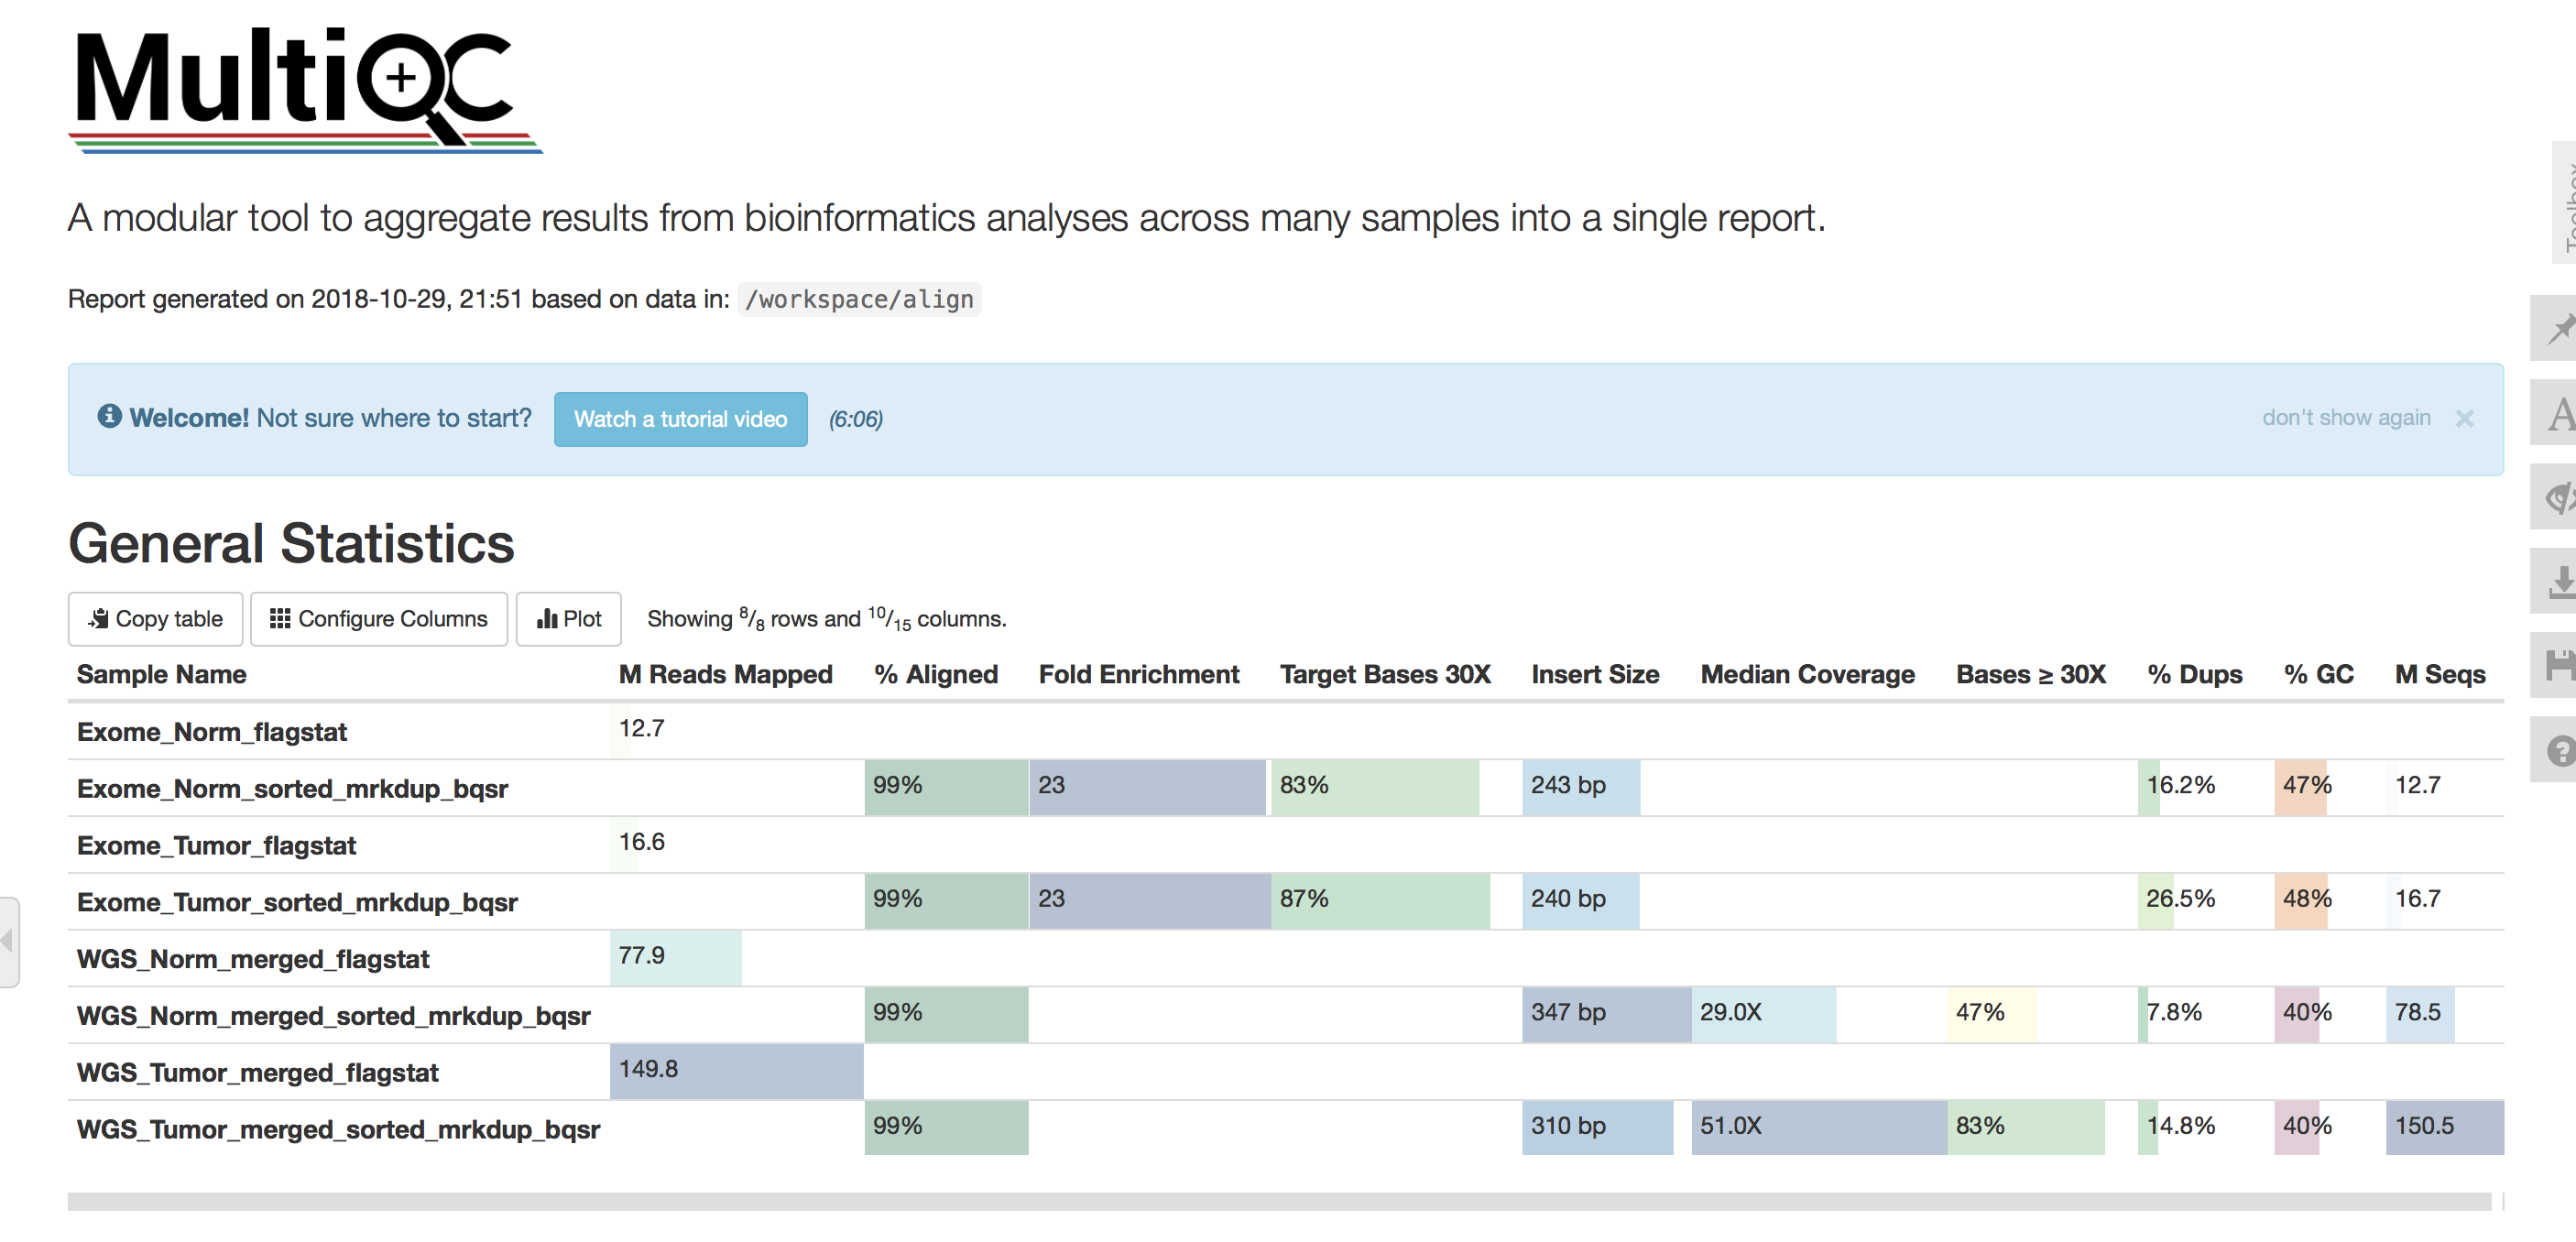 MultiQC
A modular tool to aggregate results from bioinformatics analyses across many samples into a single report.
Report generated on 2018-10-29, 21:51 based on data in: /workspace/align
Welcome! Not sure where to start? Watch a tutorial video (6:06) don't show again ×
Toolbox
General Statistics
Copy table Configure Columns Plot Showing 8/8 rows and 10/15 columns.
Sample Name M Reads Mapped % Aligned Fold Enrichment Target Bases 30X Insert Size Median Coverage Bases ≥ 30X % Dups % GC M Seqs
Exome_Norm_flagstat 12.7
Exome_Norm_sorted_mrkdup_bqsr 99% 23 83% 243 bp 16.2% 47% 12.7
Exome_Tumor_flagstat 16.6
Exome_Tumor_sorted_mrkdup_bqsr 99% 23 87% 240 bp 26.5% 48% 16.7
WGS_Norm_merged_flagstat 77.9
WGS_Norm_merged_sorted_mrkdup_bqsr 99% 347 bp 29.0X 47% 7.8% 40% 78.5
WGS_Tumor_merged_flagstat 149.8
WGS_Tumor_merged_sorted_mrkdup_bqsr 99% 310 bp 51.0X 83% 14.8% 40% 150.5